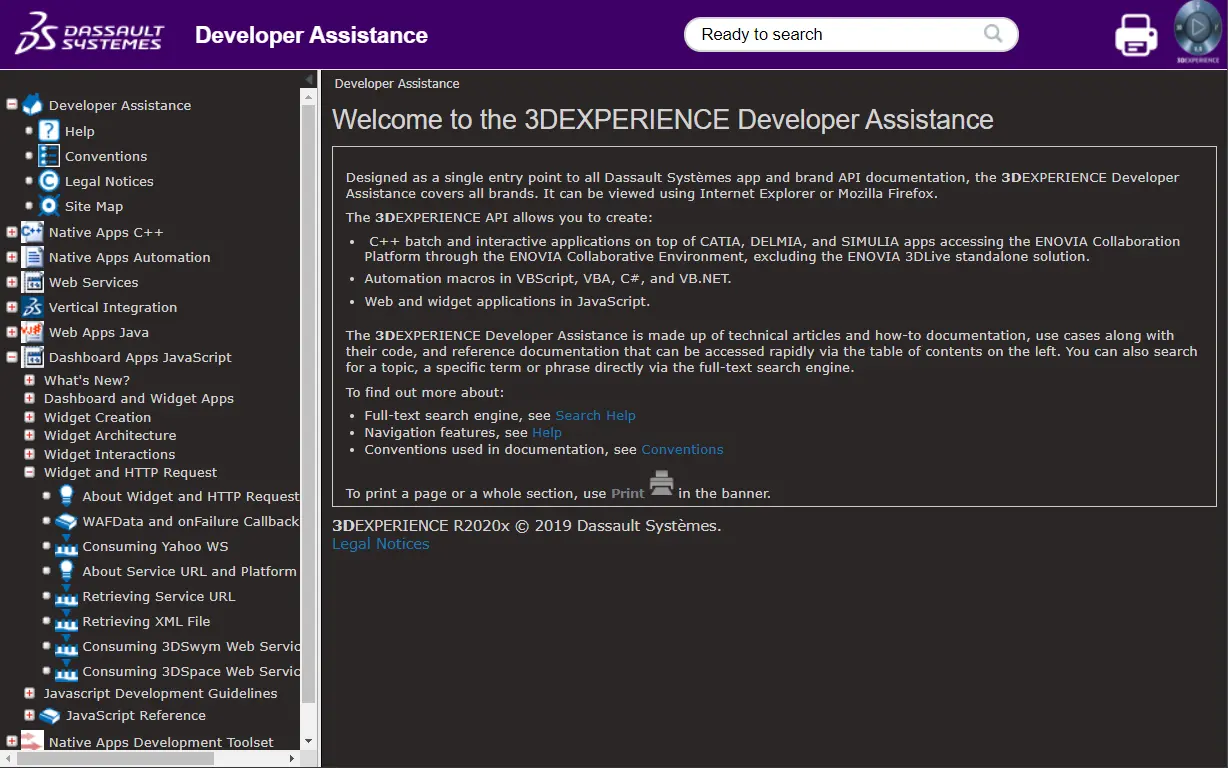 DASSAULT
SYSTEMES
Developer Assistance
Ready to search
3DEXPERIENCE
Developer Assistance
Help
Conventions
Legal Notices
Site Map
Native Apps C++
Native Apps Automation
Web Services
Vertical Integration
Web Apps Java
Dashboard Apps JavaScript
What's New?
Dashboard and Widget Apps
Widget Creation
Widget Architecture
Widget Interactions
Widget and HTTP Request
About Widget and HTTP Request
WAFData and onFailure Callback
Consuming Yahoo WS
About Service URL and Platform
Retrieving Service URL
Retrieving XML File
Consuming 3DSwym Web Servic
Consuming 3DSpace Web Servic
Javascript Development Guidelines
JavaScript Reference
Native Apps Development Toolset
Developer Assistance
Welcome to the 3DEXPERIENCE Developer Assistance
Designed as a single entry point to all Dassault Systèmes app and brand API documentation, the 3DEXPERIENCE Developer
Assistance covers all brands. It can be viewed using Internet Explorer or Mozilla Firefox.
The 3DEXPERIENCE API allows you to create:
• C++ batch and interactive applications on top of CATIA, DELMIA, and SIMULIA apps accessing the ENOVIA Collaboration
Platform through the ENOVIA Collaborative Environment, excluding the ENOVIA 3DLive standalone solution.
• Automation macros in VBScript, VBA, C#, and VB.NET.
• Web and widget applications in JavaScript.
The 3DEXPERIENCE Developer Assistance is made up of technical articles and how-to documentation, use cases along with
their code, and reference documentation that can be accessed rapidly via the table of contents on the left. You can also search
for a topic, a specific term or phrase directly via the full-text search engine.
To find out more about:
• Full-text search engine, see Search Help
• Navigation features, see Help
• Conventions used in documentation, see Conventions
To print a page or a whole section, use Print in the banner.
3DEXPERIENCE R2020x © 2019 Dassault Systèmes.
Legal Notices